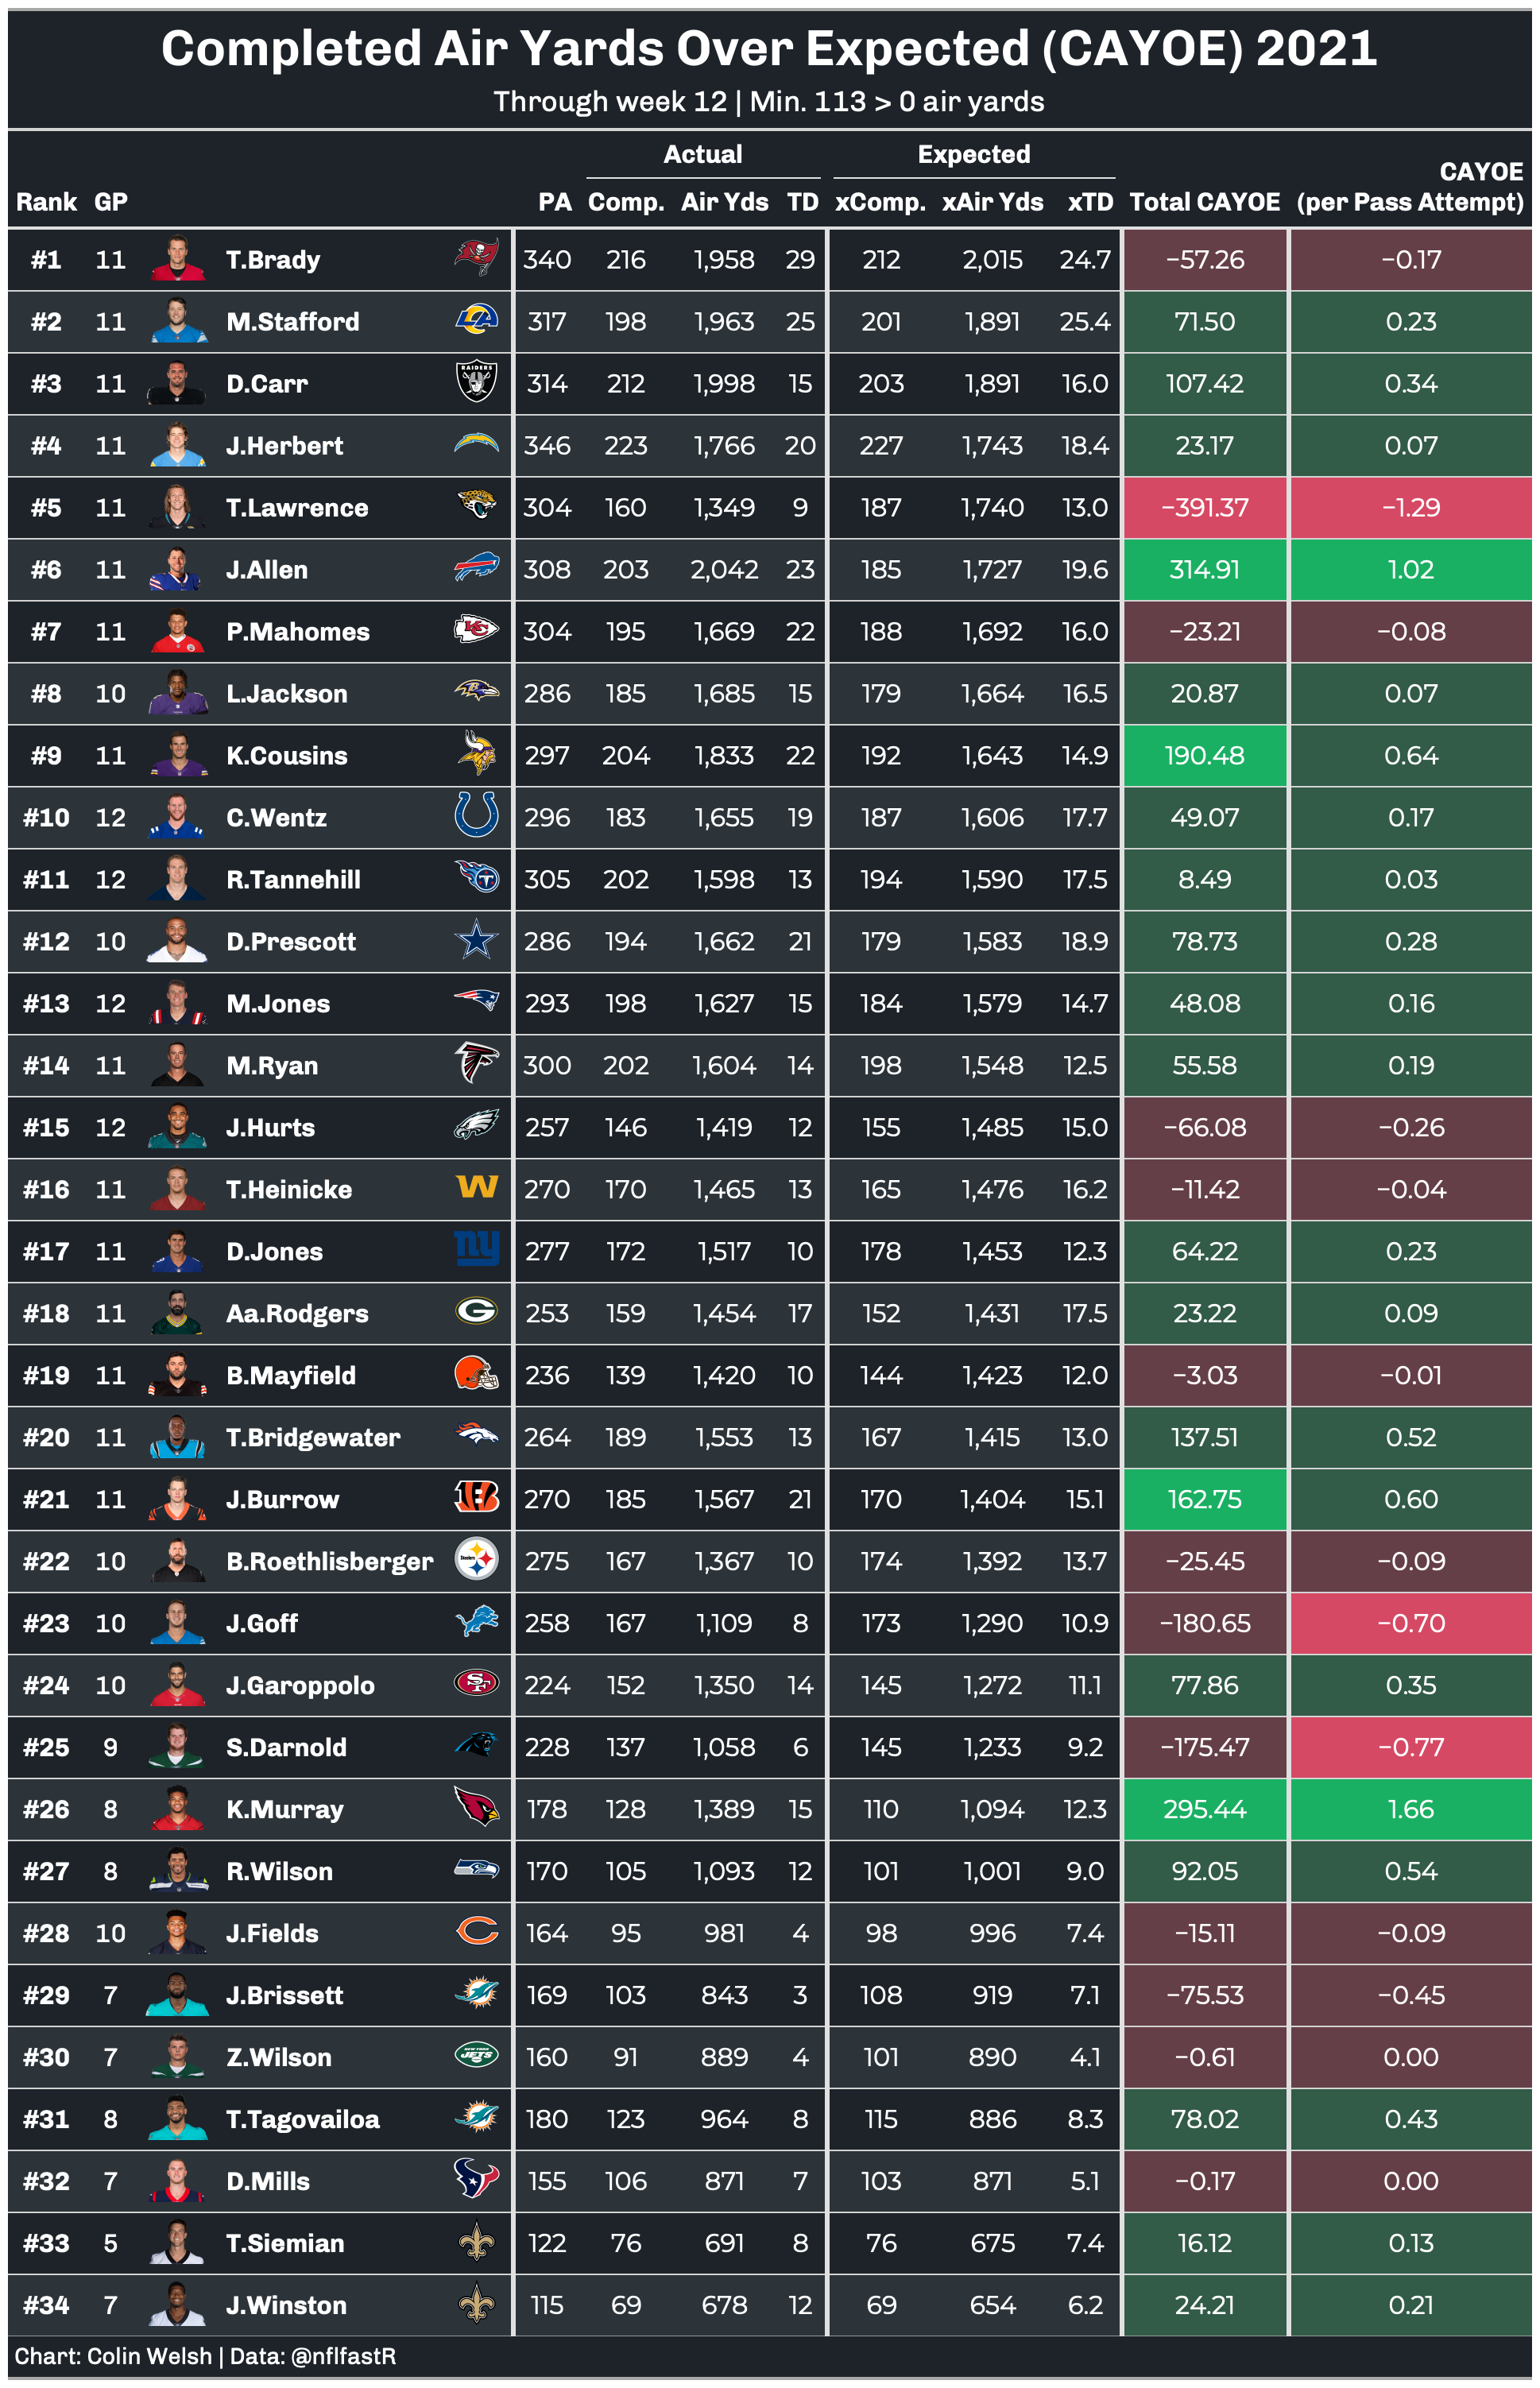 Completed Air Yards Over Expected (CAYOE) 2021
Through week 12 | Min. 113 > 0 air yards
Actual Expected CAYOE
Rank GP PA Comp. Air Yds TD xComp. xAir Yds xTD Total CAYOE (per Pass Attempt)
#1 11 T.Brady 340 216 1,958 29 212 2,015 24.7 −57.26 −0.17
#2 11 M.Stafford 317 198 1,963 25 201 1,891 25.4 71.50 0.23
#3 11 D.Carr RAIDERS 314 212 1,998 15 203 1,891 16.0 107.42 0.34
#4 11 J.Herbert 346 223 1,766 20 227 1,743 18.4 23.17 0.07
#5 11 T.Lawrence 304 160 1,349 9 187 1,740 13.0 −391.37 −1.29
#6 11 J.Allen 308 203 2,042 23 185 1,727 19.6 314.91 1.02
#7 11 P.Mahomes KC 304 195 1,669 22 188 1,692 16.0 −23.21 −0.08
#8 10 L.Jackson 286 185 1,685 15 179 1,664 16.5 20.87 0.07
#9 11 K.Cousins 297 204 1,833 22 192 1,643 14.9 190.48 0.64
#10 12 C.Wentz 296 183 1,655 19 187 1,606 17.7 49.07 0.17
#11 12 R.Tannehill 305 202 1,598 13 194 1,590 17.5 8.49 0.03
#12 10 D.Prescott 286 194 1,662 21 179 1,583 18.9 78.73 0.28
#13 12 M.Jones 293 198 1,627 15 184 1,579 14.7 48.08 0.16
#14 11 M.Ryan 300 202 1,604 14 198 1,548 12.5 55.58 0.19
#15 12 J.Hurts 257 146 1,419 12 155 1,485 15.0 −66.08 −0.26
#16 11 T.Heinicke W 270 170 1,465 13 165 1,476 16.2 −11.42 −0.04
#17 11 D.Jones ny 277 172 1,517 10 178 1,453 12.3 64.22 0.23
#18 11 Aa.Rodgers G 253 159 1,454 17 152 1,431 17.5 23.22 0.09
#19 11 B.Mayfield 236 139 1,420 10 144 1,423 12.0 −3.03 −0.01
#20 11 T.Bridgewater 264 189 1,553 13 167 1,415 13.0 137.51 0.52
#21 11 J.Burrow B 270 185 1,567 21 170 1,404 15.1 162.75 0.60
#22 10 B.Roethlisberger Steelers 275 167 1,367 10 174 1,392 13.7 −25.45 −0.09
#23 10 J.Goff 258 167 1,109 8 173 1,290 10.9 −180.65 −0.70
#24 10 J.Garoppolo SF 224 152 1,350 14 145 1,272 11.1 77.86 0.35
#25 9 S.Darnold 228 137 1,058 6 145 1,233 9.2 −175.47 −0.77
#26 8 K.Murray 178 128 1,389 15 110 1,094 12.3 295.44 1.66
#27 8 R.Wilson 170 105 1,093 12 101 1,001 9.0 92.05 0.54
#28 10 J.Fields C 164 95 981 4 98 996 7.4 −15.11 −0.09
#29 7 J.Brissett 169 103 843 3 108 919 7.1 −75.53 −0.45
#30 7 Z.Wilson NEW YORK JETS 160 91 889 4 101 890 4.1 −0.61 0.00
#31 8 T.Tagovailoa 180 123 964 8 115 886 8.3 78.02 0.43
#32 7 D.Mills 155 106 871 7 103 871 5.1 −0.17 0.00
#33 5 T.Siemian 122 76 691 8 76 675 7.4 16.12 0.13
#34 7 J.Winston 115 69 678 12 69 654 6.2 24.21 0.21
Chart: Colin Welsh | Data: @nflfastR